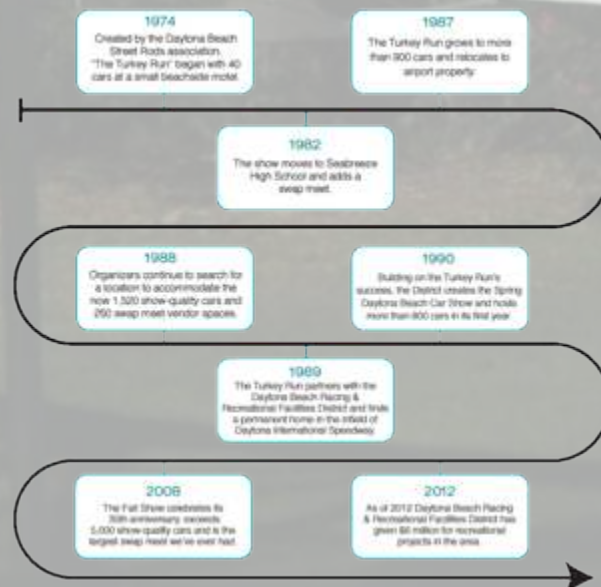 1974
Created by the Daytona Beach
Street Rods association.
"The Turkey Run" began with 40
cars at a small beachside motel.
1987
The Turkey Run grows to more
than 900 cars and relocates to
airport property.
1982
The show moves to Seabreeze
High School and adds a
swap meet.
1988
Organizers continue to search for
a location to accommodate the
now 1,520 show-quality cars and
260 swap meet vendor spaces.
1990
Building on the Turkey Run's
success, the District creates the Spring
Daytona Beach Car Show and hosts
more than 800 cars in its first year.
1989
The Turkey Run partners with the
Daytona Beach Racing &
Recreational Facilities District and finds
a permanent home in the infield of
Daytona International Speedway.
The Fall Show celebrates its
anniversary, exceeds
5,000 show-quality cars and is the
largest swap meet we've ever had.
2012
As of 2012 Daytona Beach Racing
& Recreational Facilities District has
given $6 million for recreational
projects in the area.